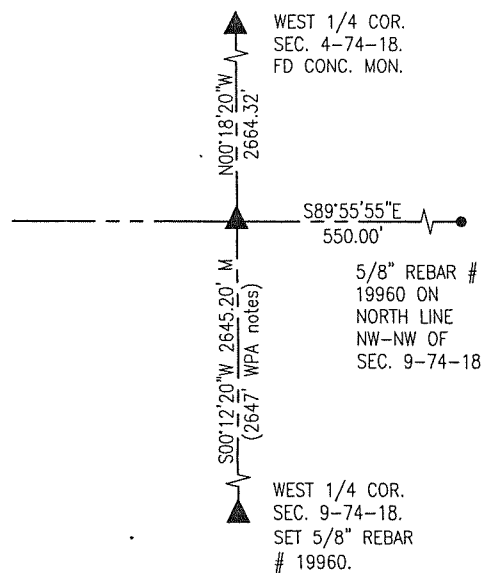 WEST 1/4 COR.
SEC. 4-74-18.
FD CONC. MON.
N00°18'20"W
2664.32'
S89°55'55"E
550.00'
5/8" REBAR #
19960 ON
NORTH LINE
NW-NW OF
SEC. 9-74-18
S00°12'20"W 2645.20' M
(2647' WPA notes)
WEST 1/4 COR.
SEC. 9-74-18.
SET 5/8" REBAR
# 19960.